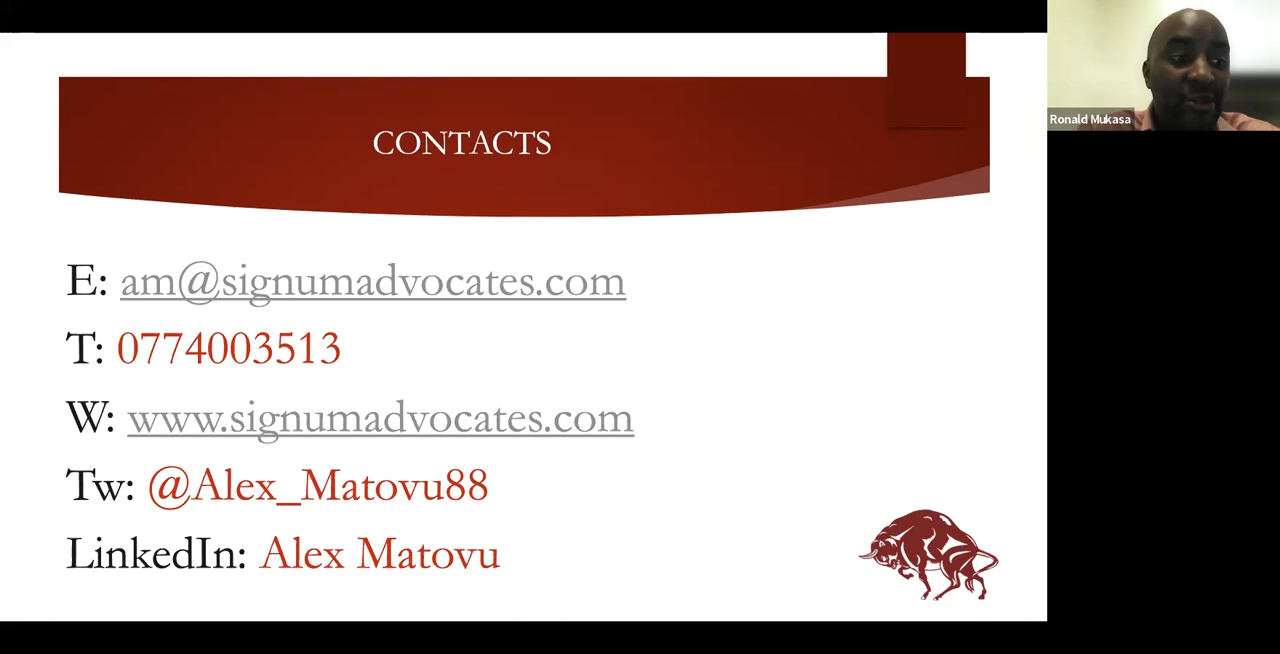 CONTACTS
E: am@signumadvocates.com
T: 0774003513
W: www.signumadvocates.com
Tw: @Alex_Matovu88
LinkedIn: Alex Matovu
Ronald Mukasa